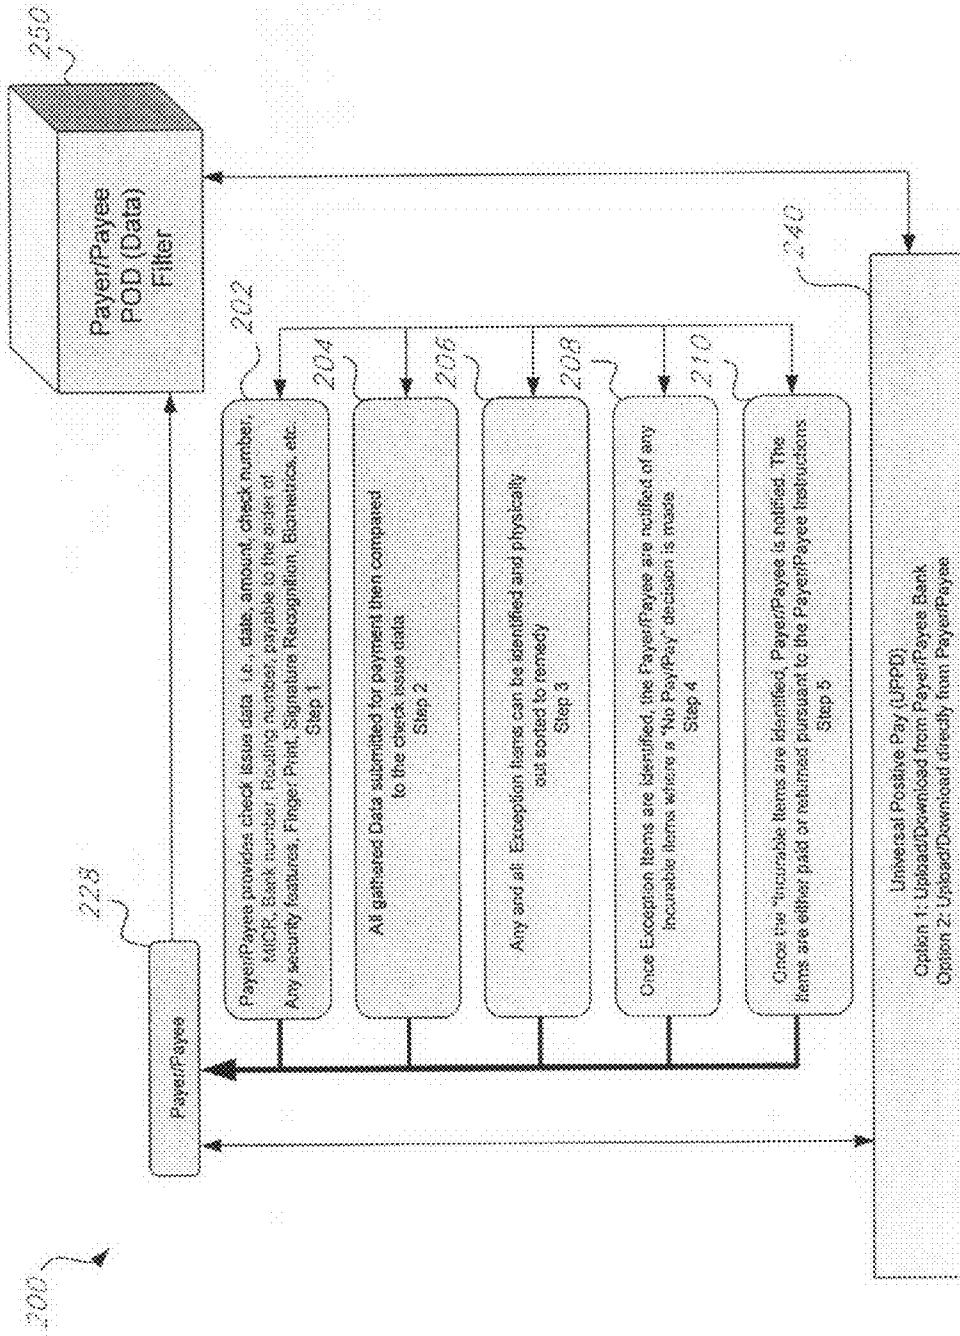 200
228
Payer/Payee
250
Payer/Payee
POD (Data)
Filter
202
Payer/Payee provides check issue data i.e., date, amount, check number,
MICR, Bank number, Routing number, payable to the order of
Any security features, Finger Print, Signature Recognition, Biometrics, etc.
Step 1
204
All gathered Data submitted for payment then compared
to the check issue data
Step 2
206
Any and all Exception Items can be identified and physically
out sorted to remedy
Step 3
208
Once Exception Items are identified, the Payer/Payee are notified of any
Incurable items where a "No Pay/Pay" decision is made
Step 4
210
Once the "Incurable Items are identified, Payer/Payee is notified. The
Items are either paid or returned pursuant to the Payer/Payee Instructions
Step 5
240
Universal Positive Pay (UPPD)
Option 1: Upload/Download from Payer/Payee Bank
Option 2: Upload/Download directly from Payer/Payee